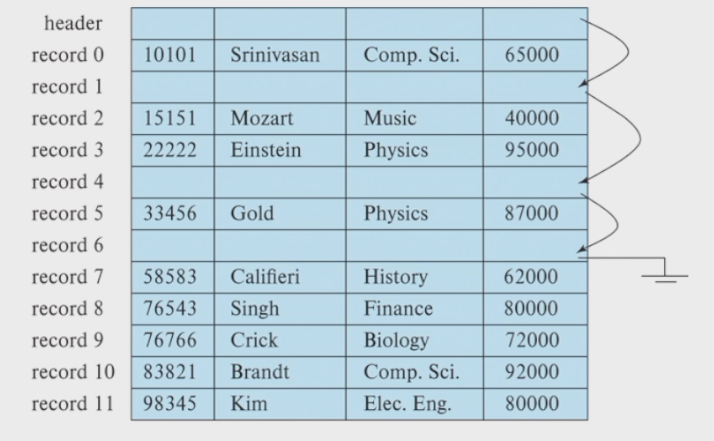 header
record 0 10101 Srinivasan Comp. Sci. 65000
record 1
record 2 15151 Mozart Music 40000
record 3 22222 Einstein Physics 95000
record 4
record 5 33456 Gold Physics 87000
record 6
record 7 58583 Califieri History 62000
record 8 76543 Singh Finance 80000
record 9 76766 Crick Biology 72000
record 10 83821 Brandt Comp. Sci. 92000
record 11 98345 Kim Elec. Eng. 80000